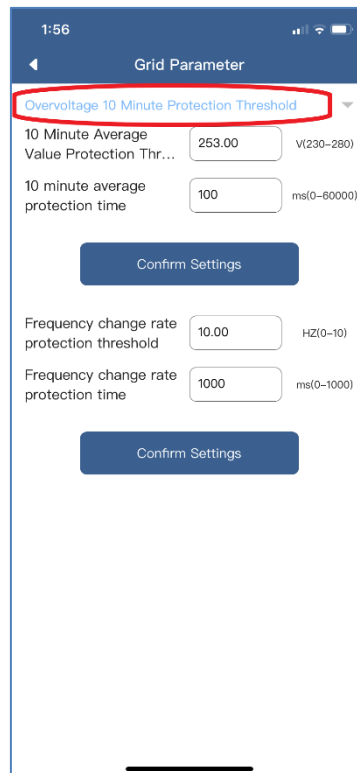 1:56
Grid Parameter
Overvoltage 10 Minute Protection Threshold
10 Minute Average
Value Protection Thr...
253.00
V(230-280)
10 minute average
protection time
100
ms(0-60000)
Confirm Settings
Frequency change rate
protection threshold
10.00
HZ(0-10)
Frequency change rate
protection time
1000
ms(0-1000)
Confirm Settings